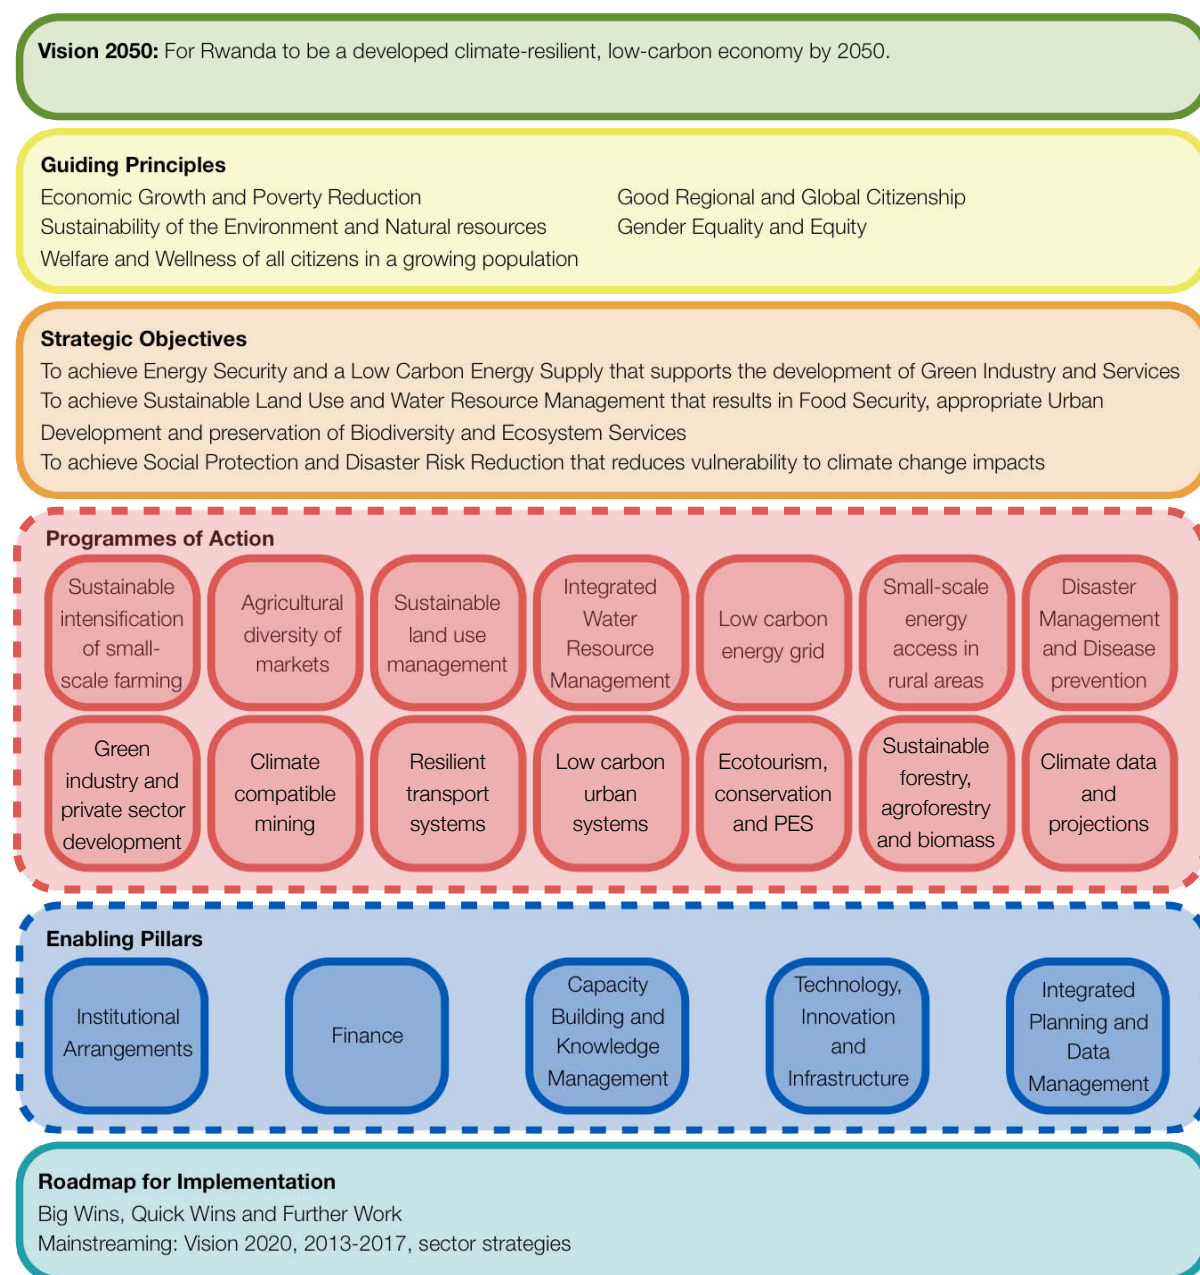 Vision 2050: For Rwanda to be a developed climate-resilient, low-carbon economy by 2050.
Guiding Principles
Economic Growth and Poverty Reduction
Sustainability of the Environment and Natural resources
Welfare and Wellness of all citizens in a growing population
Good Regional and Global Citizenship
Gender Equality and Equity
Strategic Objectives
To achieve Energy Security and a Low Carbon Energy Supply that supports the development of Green Industry and Services
To achieve Sustainable Land Use and Water Resource Management that results in Food Security, appropriate Urban
Development and preservation of Biodiversity and Ecosystem Services
To achieve Social Protection and Disaster Risk Reduction that reduces vulnerability to climate change impacts
Programmes of Action
Sustainable
intensification
of small-
scale farming
Agricultural
diversity of
markets
Sustainable
land use
management
Integrated
Water
Resource
Management
Low carbon
energy grid
Small-scale
energy
access in
rural areas
Disaster
Management
and Disease
prevention
Green
industry and
private sector
development
Climate
compatible
mining
Resilient
transport
systems
Low carbon
urban
systems
Ecotourism,
conservation
and PES
Sustainable
forestry,
agroforestry
and biomass
Climate data
and
projections
Enabling Pillars
Institutional
Arrangements
Finance
Capacity
Building and
Knowledge
Management
Technology,
Innovation
and
Infrastructure
Integrated
Planning and
Data
Management
Roadmap for Implementation
Big Wins, Quick Wins and Further Work
Mainstreaming: Vision 2020, 2013-2017, sector strategies